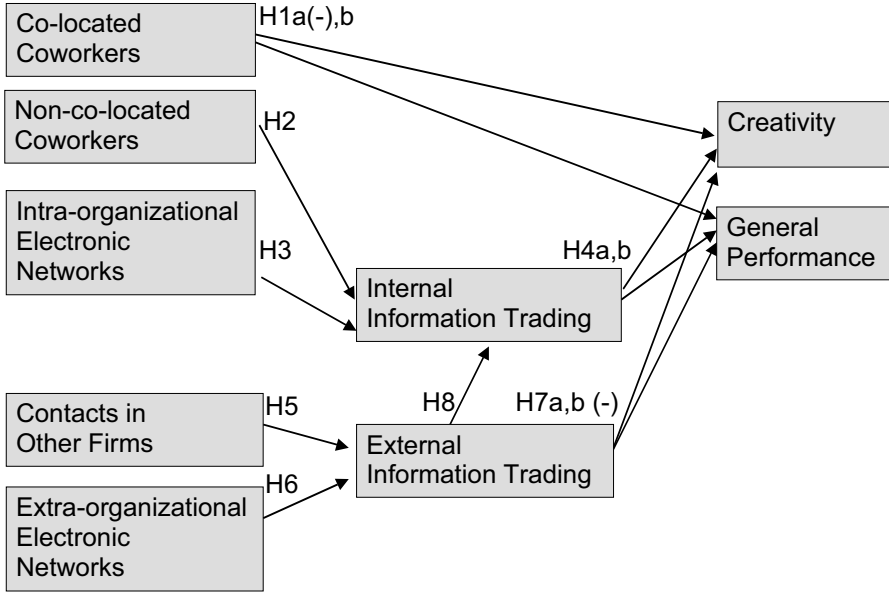 Co-located
Coworkers
H1a(-),b
Non-co-located
Coworkers
H2
Creativity
Intra-organizational
Electronic
Networks
H3
General
Performance
H4a,b
Internal
Information Trading
H8
H7a,b (-)
Contacts in
Other Firms
H5
External
Information Trading
H6
Extra-organizational
Electronic
Networks